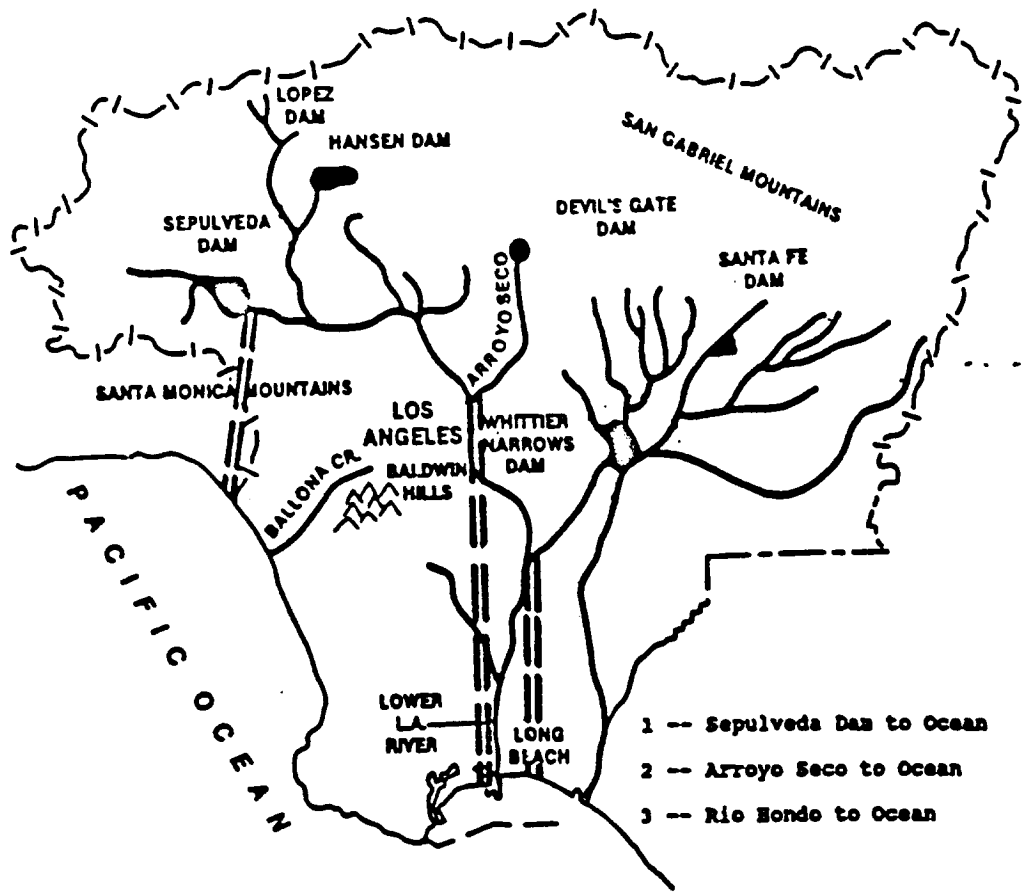 LOPEZ
DAM
HANSEN DAM
SAN GABRIEL MOUNTAINS
SEPULVEDA
DAM
DEVIL'S GATE
DAM
SANTA FE
DAM
ARROYO SECO
SANTA MONICA MOUNTAINS
LOS
ANGELES
WHITTIER
NARROWS
DAM
BALLONA CR.
BALDWIN
HILLS
PACIFIC OCEAN
LOWER
L.A.
RIVER
LONG
BEACH
1 -- Sepulveda Dam to Ocean
2 -- Arroyo Seco to Ocean
3 -- Rio Hondo to Ocean